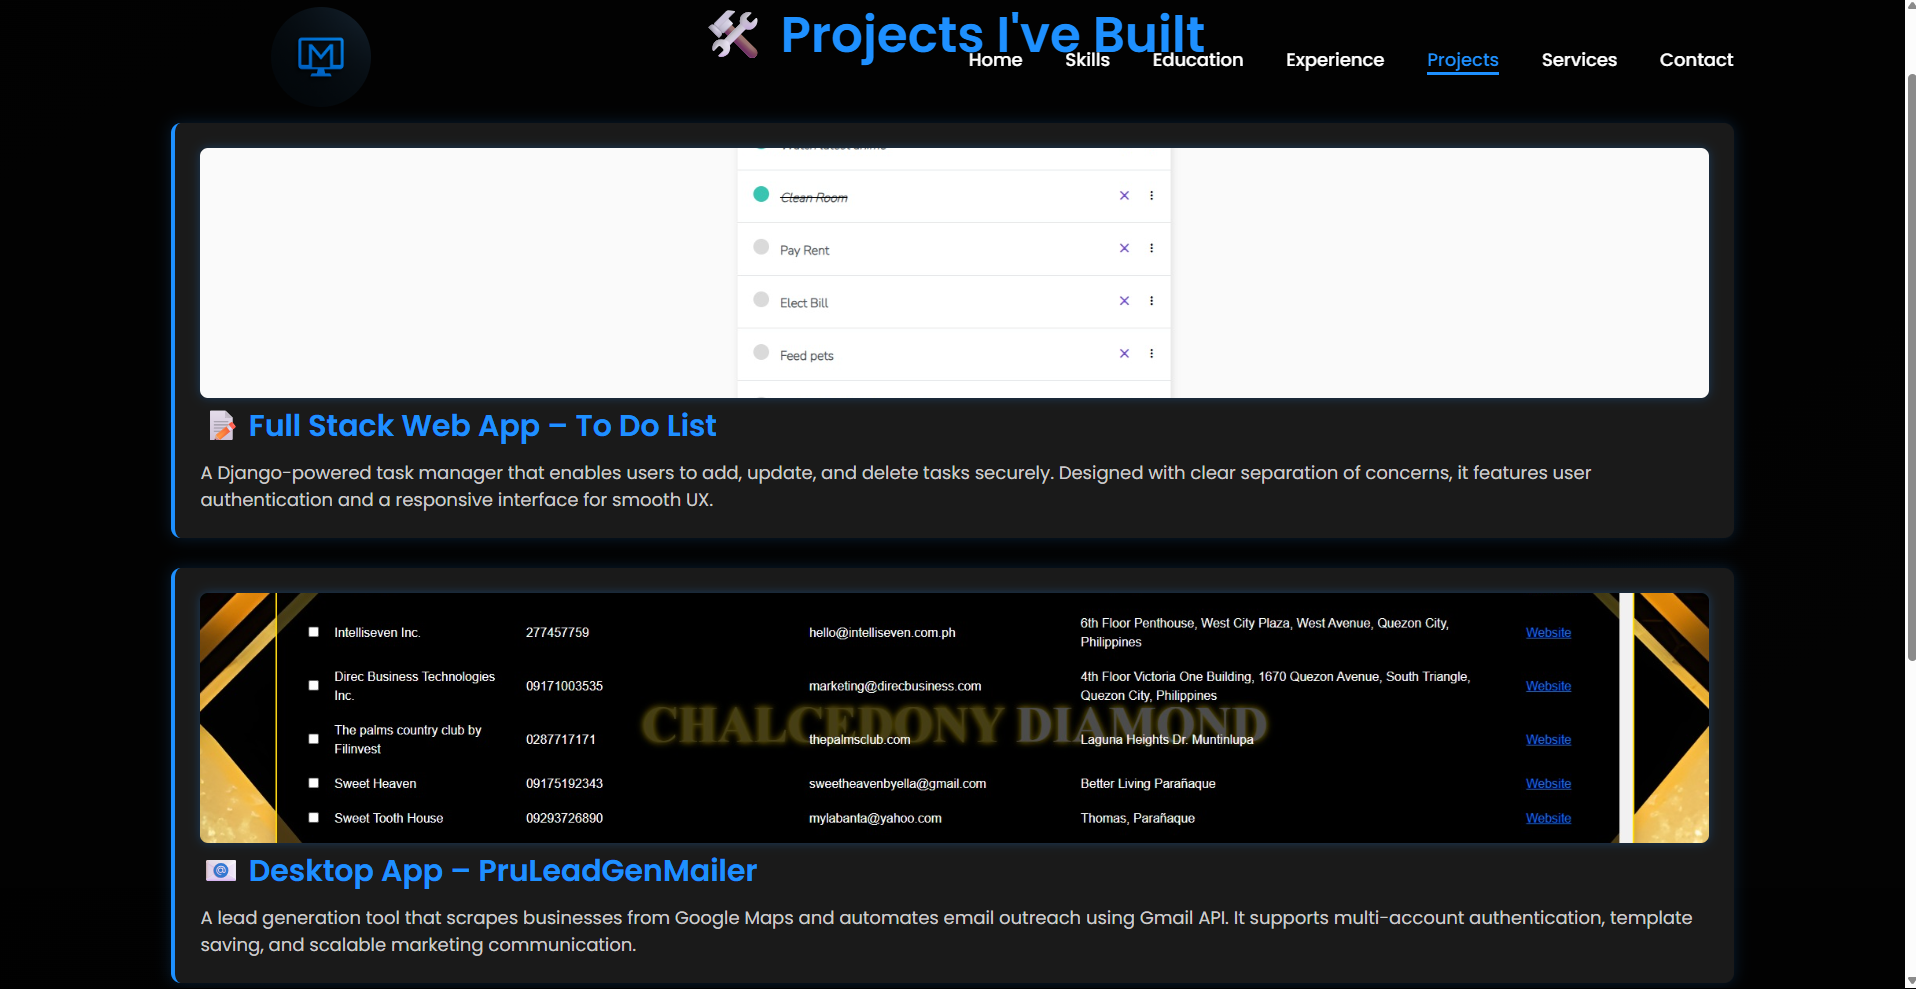 Projects I've Built
M
Home Skills Education Experience Projects Services Contact
Clean Room
Pay Rent
Elect Bill
Feed pets
Full Stack Web App – To Do List
A Django-powered task manager that enables users to add, update, and delete tasks securely. Designed with clear separation of concerns, it features user
authentication and a responsive interface for smooth UX.
Intelliseven Inc. 277457759 hello@intelliseven.com.ph 6th Floor Penthouse, West City Plaza, West Avenue, Quezon City,
Philippines Website
Direc Business Technologies
Inc. 09171003535 marketing@direcbusiness.com 4th Floor Victoria One Building, 1670 Quezon Avenue, South Triangle,
Quezon City, Philippines Website
CHALCEDONY DIAMOND
The palms country club by
Filinvest 0287717171 thepalmsclub.com Laguna Heights Dr. Muntinlupa Website
Sweet Heaven 09175192343 sweetheavenbyella@gmail.com Better Living Parañaque Website
Sweet Tooth House 09293726890 mylabanta@yahoo.com Thomas, Parañaque Website
Desktop App – PruLeadGenMailer
A lead generation tool that scrapes businesses from Google Maps and automates email outreach using Gmail API. It supports multi-account authentication, template
saving, and scalable marketing communication.